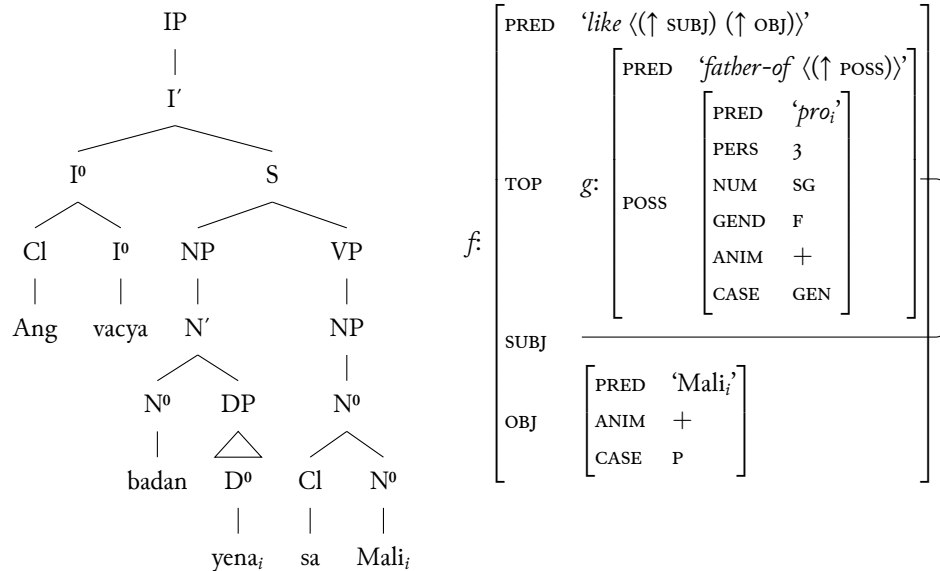 IP
I′
I⁰ S
Cl I⁰ NP VP
Ang vacya N′ NP
N⁰ DP N⁰
badan D⁰ Cl N⁰
yenaᵢ sa Maliᵢ
f:
PRED ‘like ⟨(↑ SUBJ) (↑ OBJ)⟩’
TOP g:
PRED ‘father-of ⟨(↑ POSS)⟩’
POSS
PRED ‘proᵢ’
PERS 3
NUM SG
GEND F
ANIM +
CASE GEN
SUBJ
OBJ
PRED ‘Maliᵢ’
ANIM +
CASE P